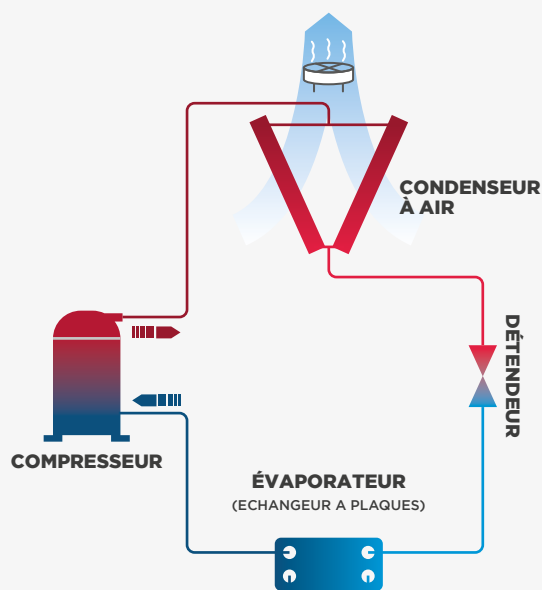 CONDENSEUR
À AIR
DÉTENDEUR
COMPRESSEUR
ÉVAPORATEUR
(ECHANGEUR A PLAQUES)